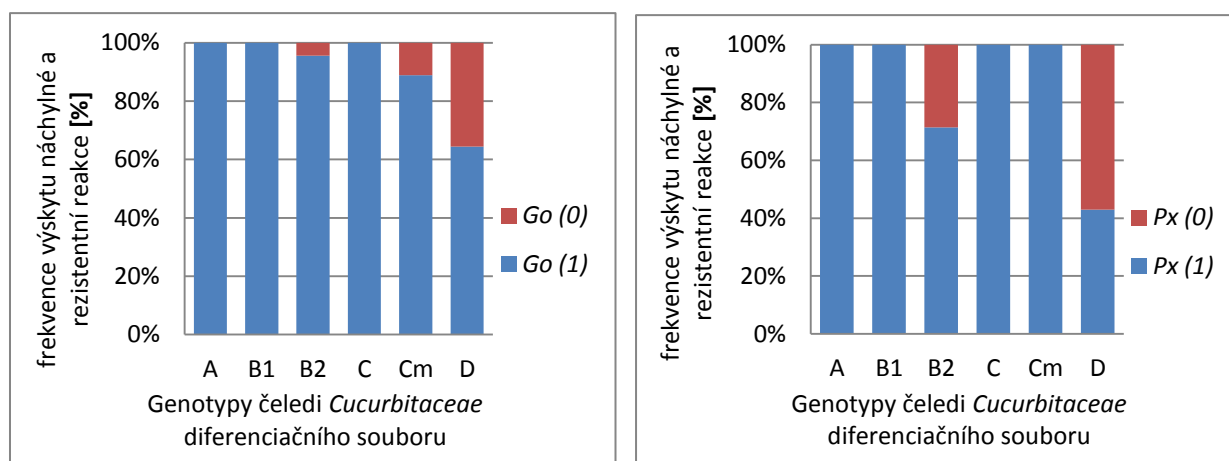 frekvence výskytu náchylné a
rezistentní reakce [%]
100%
80%
60%
40%
20%
0%
A B1 B2 C Cm D
Genotypy čeledi Cucurbitaceae
diferenciačního souboru
Go (0)
Go (1)
frekvence výskytu náchylné a
rezistentní reakce [%]
100%
80%
60%
40%
20%
0%
A B1 B2 C Cm D
Genotypy čeledi Cucurbitaceae
diferenciačního souboru
Px (0)
Px (1)